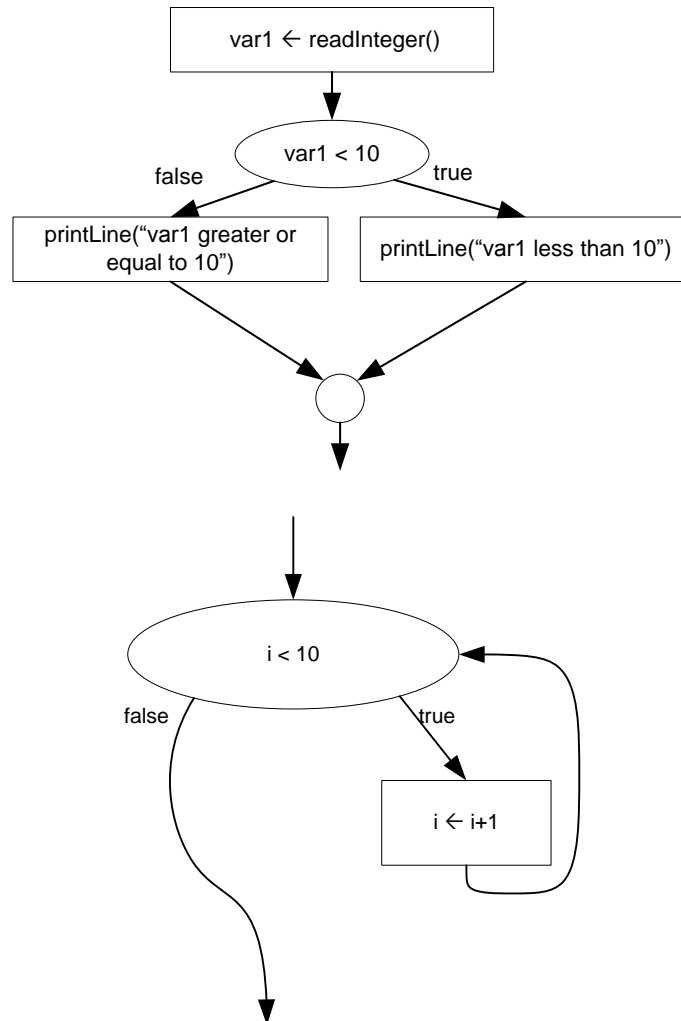 var1 ← readInteger()
var1 < 10
false
true
printLine(“var1 greater or
equal to 10”)
printLine(“var1 less than 10”)
i < 10
false
true
i ← i+1